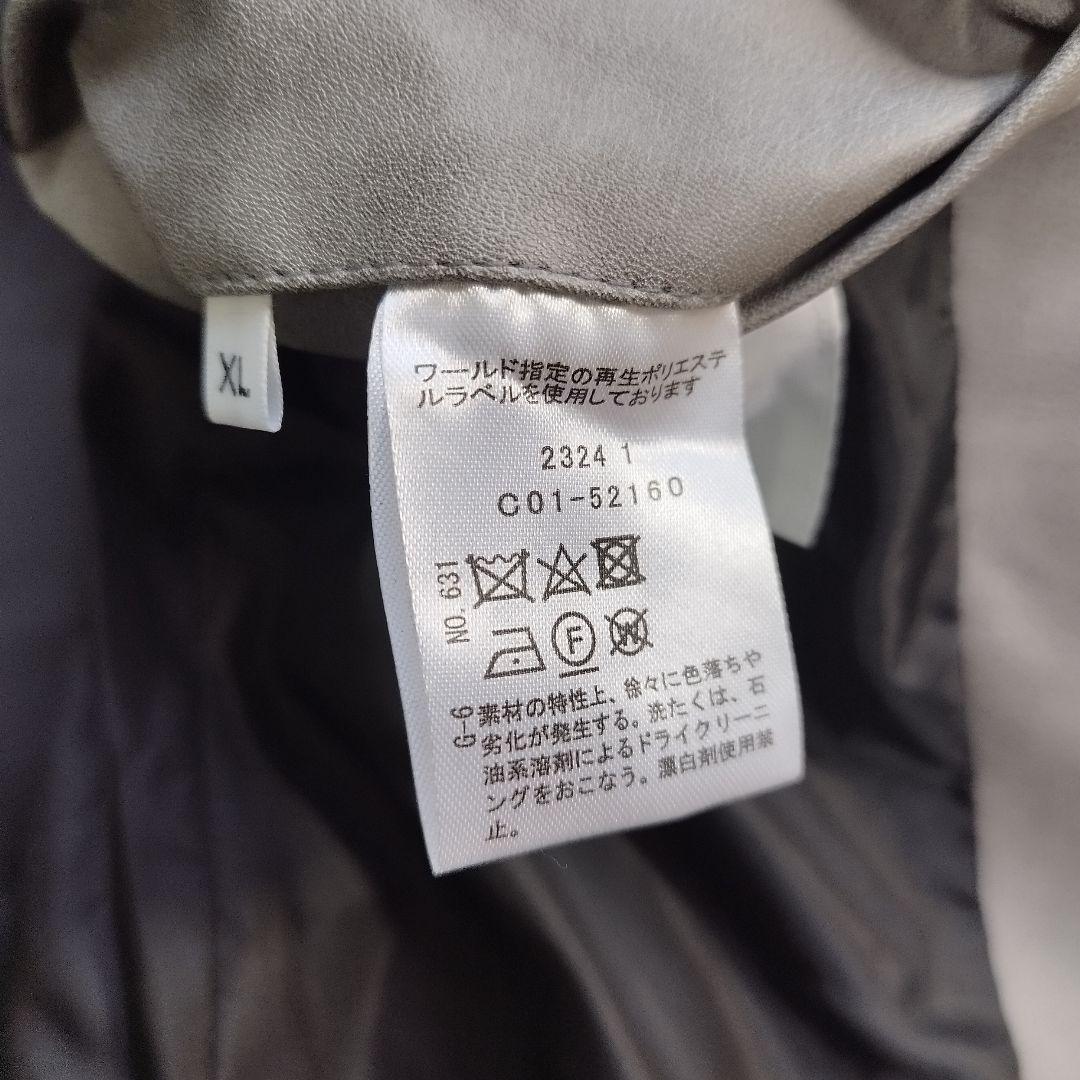 XL
ワールド指定の再生ポリエステ
ルラベルを使用しております
2324 1
C01-52160
NO. 631
F
W
G-6
素材の特性上、徐々に色落ちや
劣化が発生する。洗たくは、石
油系溶剤によるドライクリーニ
ングをおこなう。漂白剤使用禁
止。